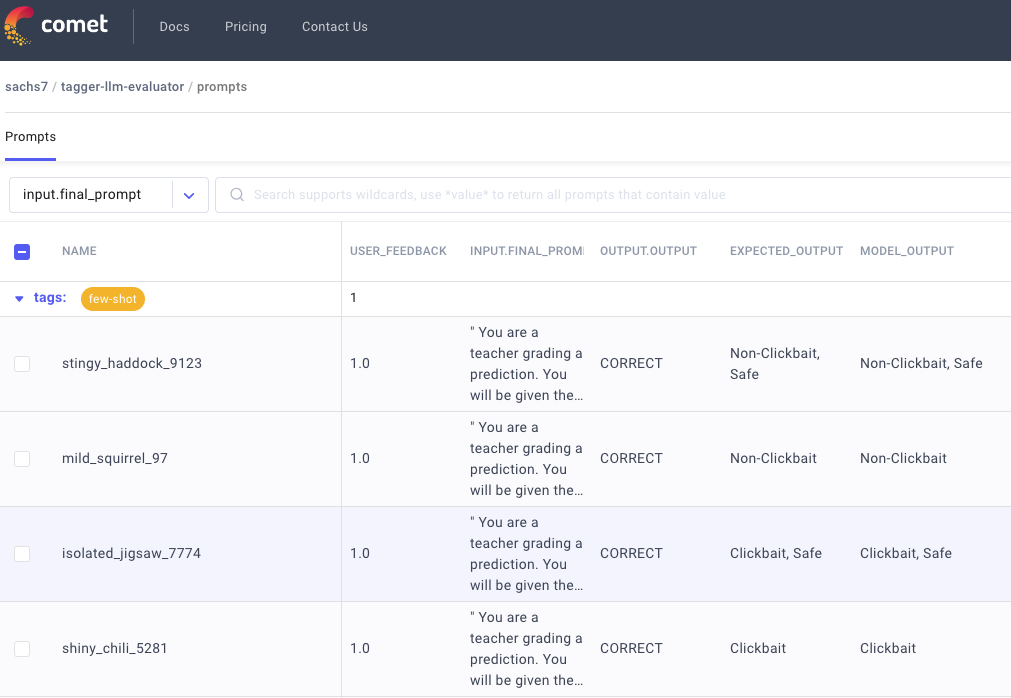 comet
Docs Pricing Contact Us
sachs7 / tagger-llm-evaluator / prompts
Prompts
input.final_prompt
Search supports wildcards, use *value* to return all prompts that contain value
NAME USER_FEEDBACK INPUT.FINAL_PROM OUTPUT.OUTPUT EXPECTED_OUTPUT MODEL_OUTPUT
tags: few-shot 1
stingy_haddock_9123 1.0
" You are a
teacher grading a
prediction. You
will be given the…
CORRECT
Non-Clickbait,
Safe
Non-Clickbait, Safe
mild_squirrel_97 1.0
" You are a
teacher grading a
prediction. You
will be given the…
CORRECT Non-Clickbait Non-Clickbait
isolated_jigsaw_7774 1.0
" You are a
teacher grading a
prediction. You
will be given the…
CORRECT Clickbait, Safe Clickbait, Safe
shiny_chili_5281 1.0
" You are a
teacher grading a
prediction. You
will be given the…
CORRECT Clickbait Clickbait